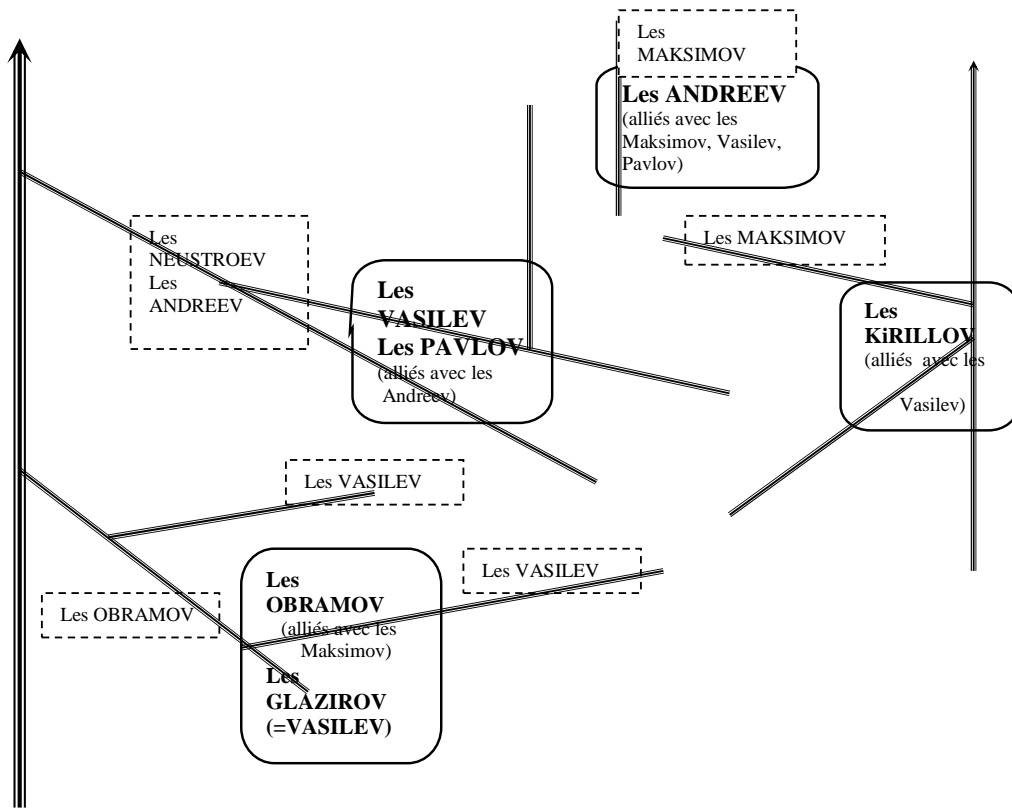 Les
MAKSIMOV
Les ANDREEV
(alliés avec les
Maksimov, Vasilev,
Pavlov)
Les
NEUSTROEV
Les
ANDREEV
Les MAKSIMOV
Les
VASILEV
Les PAVLOV
(alliés avec les
Andreev)
Les
KiRILLOV
(alliés avec les
Vasilev)
Les VASILEV
Les VASILEV
Les OBRAMOV
Les
OBRAMOV
(alliés avec les
Maksimov)
Les
GLAZIROV
(=VASILEV)